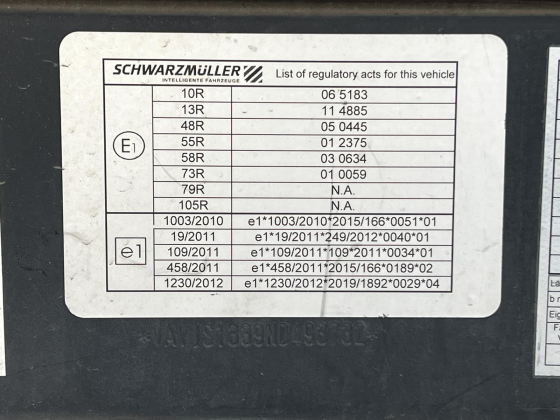 SCHWARZMÜLLER
INTELLIGENTE FAHRZEUGE
List of regulatory acts for this vehicle
E1
10R 06 5183
13R 11 4885
48R 05 0445
55R 01 2375
58R 03 0634
73R 01 0059
79R N.A.
105R N.A.
e1
1003/2010 e1*1003/2010*2015/166*0051*01
19/2011 e1*19/2011*249/2012*0040*01
109/2011 e1*109/2011*109*2011*0034*01
458/2011 e1*458/2011*2015/166*0189*02
1230/2012 e1*1230/2012*2019/1892*0029*04